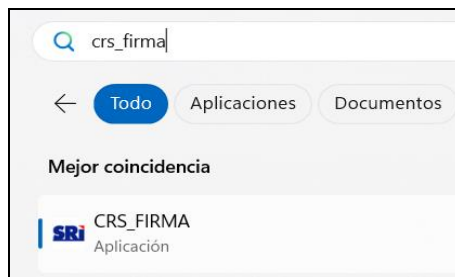 crs_firma
Todo Aplicaciones Documentos
Mejor coincidencia
SRi CRS_FIRMA
Aplicación